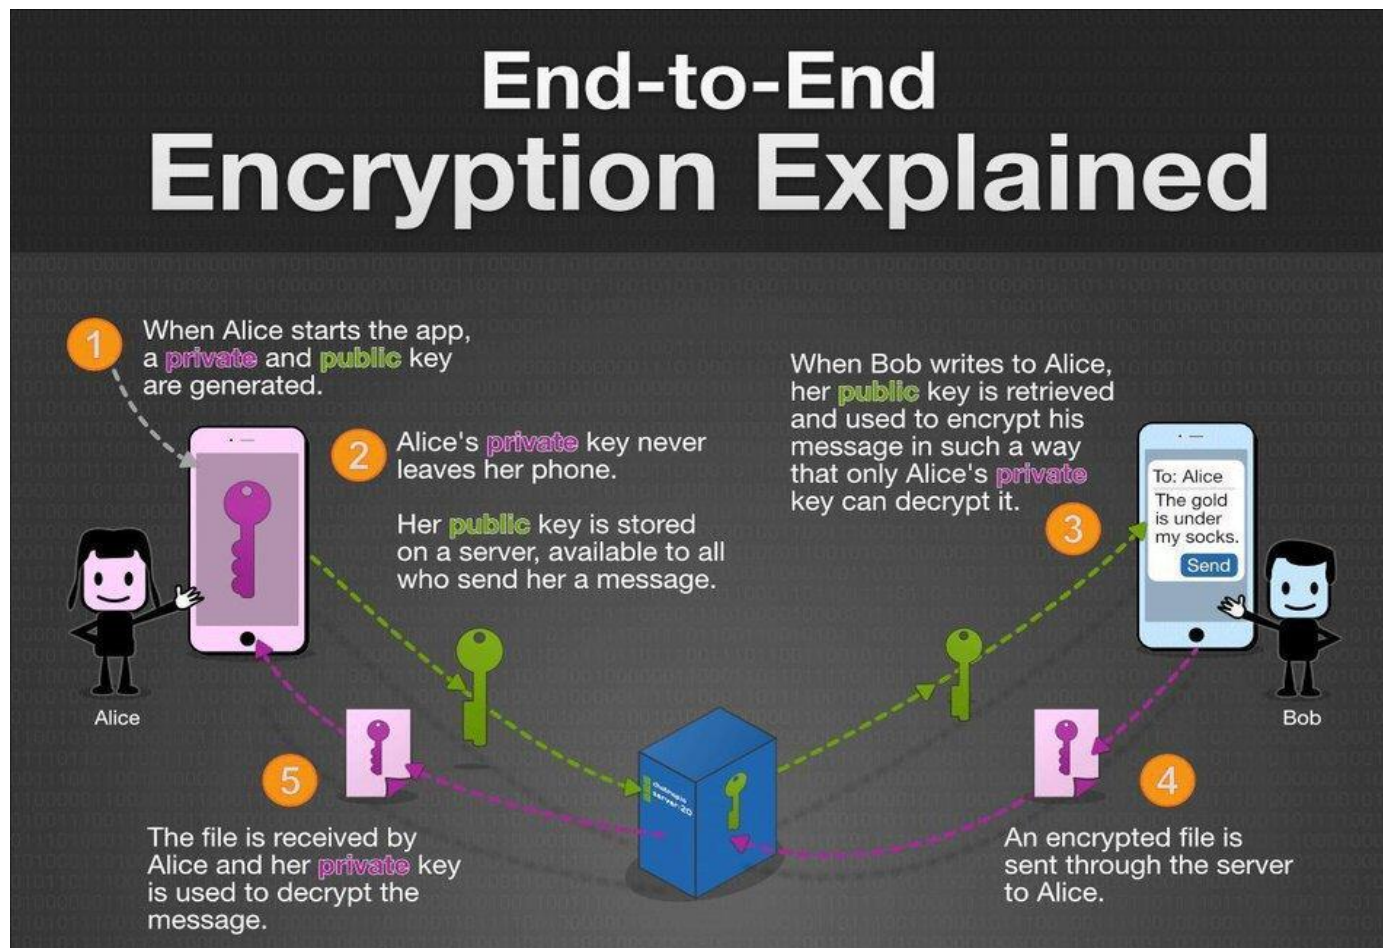 End-to-End
Encryption Explained
1
When Alice starts the app,
a private and public key
are generated.
2
Alice's private key never
leaves her phone.
Her public key is stored
on a server, available to all
who send her a message.
When Bob writes to Alice,
her public key is retrieved
and used to encrypt his
message in such a way
that only Alice's private
key can decrypt it.
3
To: Alice
The gold
is under
my socks.
Send
Alice
Bob
4
An encrypted file is
sent through the server
to Alice.
5
The file is received by
Alice and her private key
is used to decrypt the
message.